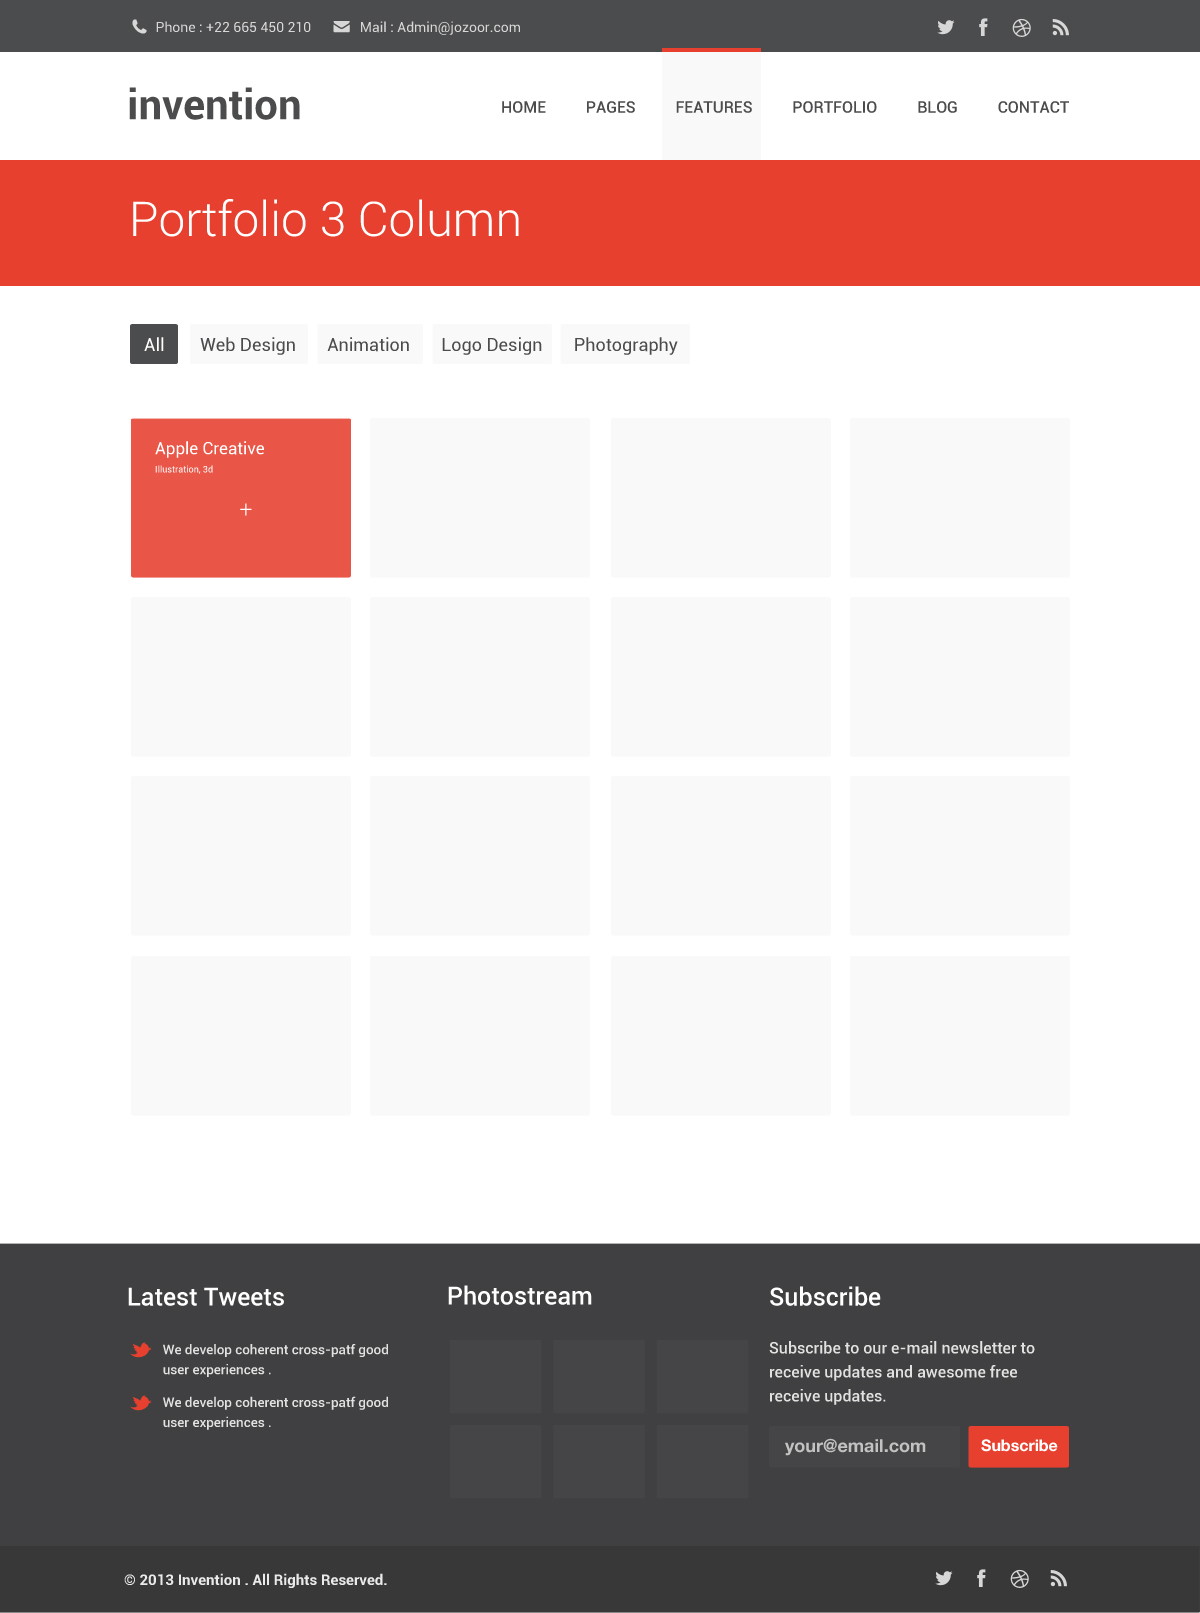 Phone : +22 665 450 210 Mail : Admin@jozoor.com
invention
HOME PAGES FEATURES PORTFOLIO BLOG CONTACT
Portfolio 3 Column
All Web Design Animation Logo Design Photography
Apple Creative
Illustration, 3d
Latest Tweets
We develop coherent cross-patf good
user experiences .
We develop coherent cross-patf good
user experiences .
Photostream
Subscribe
Subscribe to our e-mail newsletter to
receive updates and awesome free
receive updates.
your@email.com Subscribe
© 2013 Invention . All Rights Reserved.